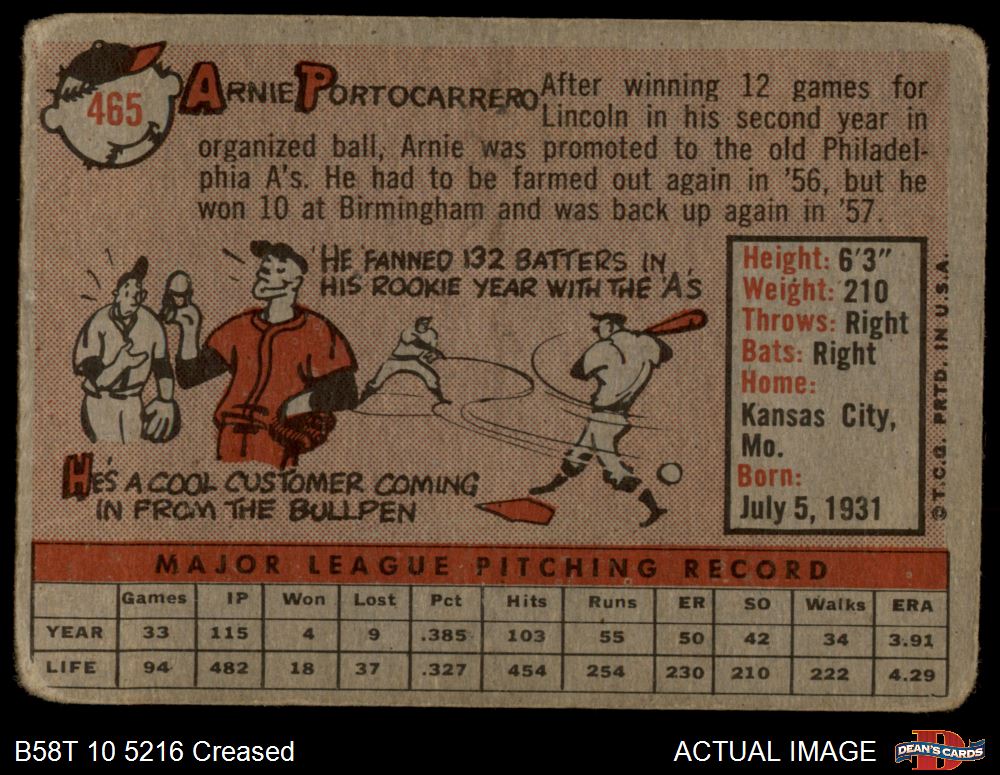 465
ARNIE PORTOCARRERO
After winning 12 games for
Lincoln in his second year in
organized ball, Arnie was promoted to the old Philadel-
phia A's. He had to be farmed out again in '56, but he
won 10 at Birmingham and was back up again in '57.
HE FANNED 132 BATTERS IN
HIS ROOKIE YEAR WITH THE A'S
HE'S A COOL CUSTOMER COMING
IN FROM THE BULLPEN
Height: 6'3"
Weight: 210
Throws: Right
Bats: Right
Home:
Kansas City,
Mo.
Born:
July 5, 1931
© T.C.G. PRTD. IN U.S.A.
MAJOR LEAGUE PITCHING RECORD
Games IP Won Lost Pct Hits Runs ER SO Walks ERA
YEAR 33 115 4 9 .385 103 55 50 42 34 3.91
LIFE 94 482 18 37 .327 454 254 230 210 222 4.29
B58T 10 5216 Creased
ACTUAL IMAGE
D
DEAN'S CARDS